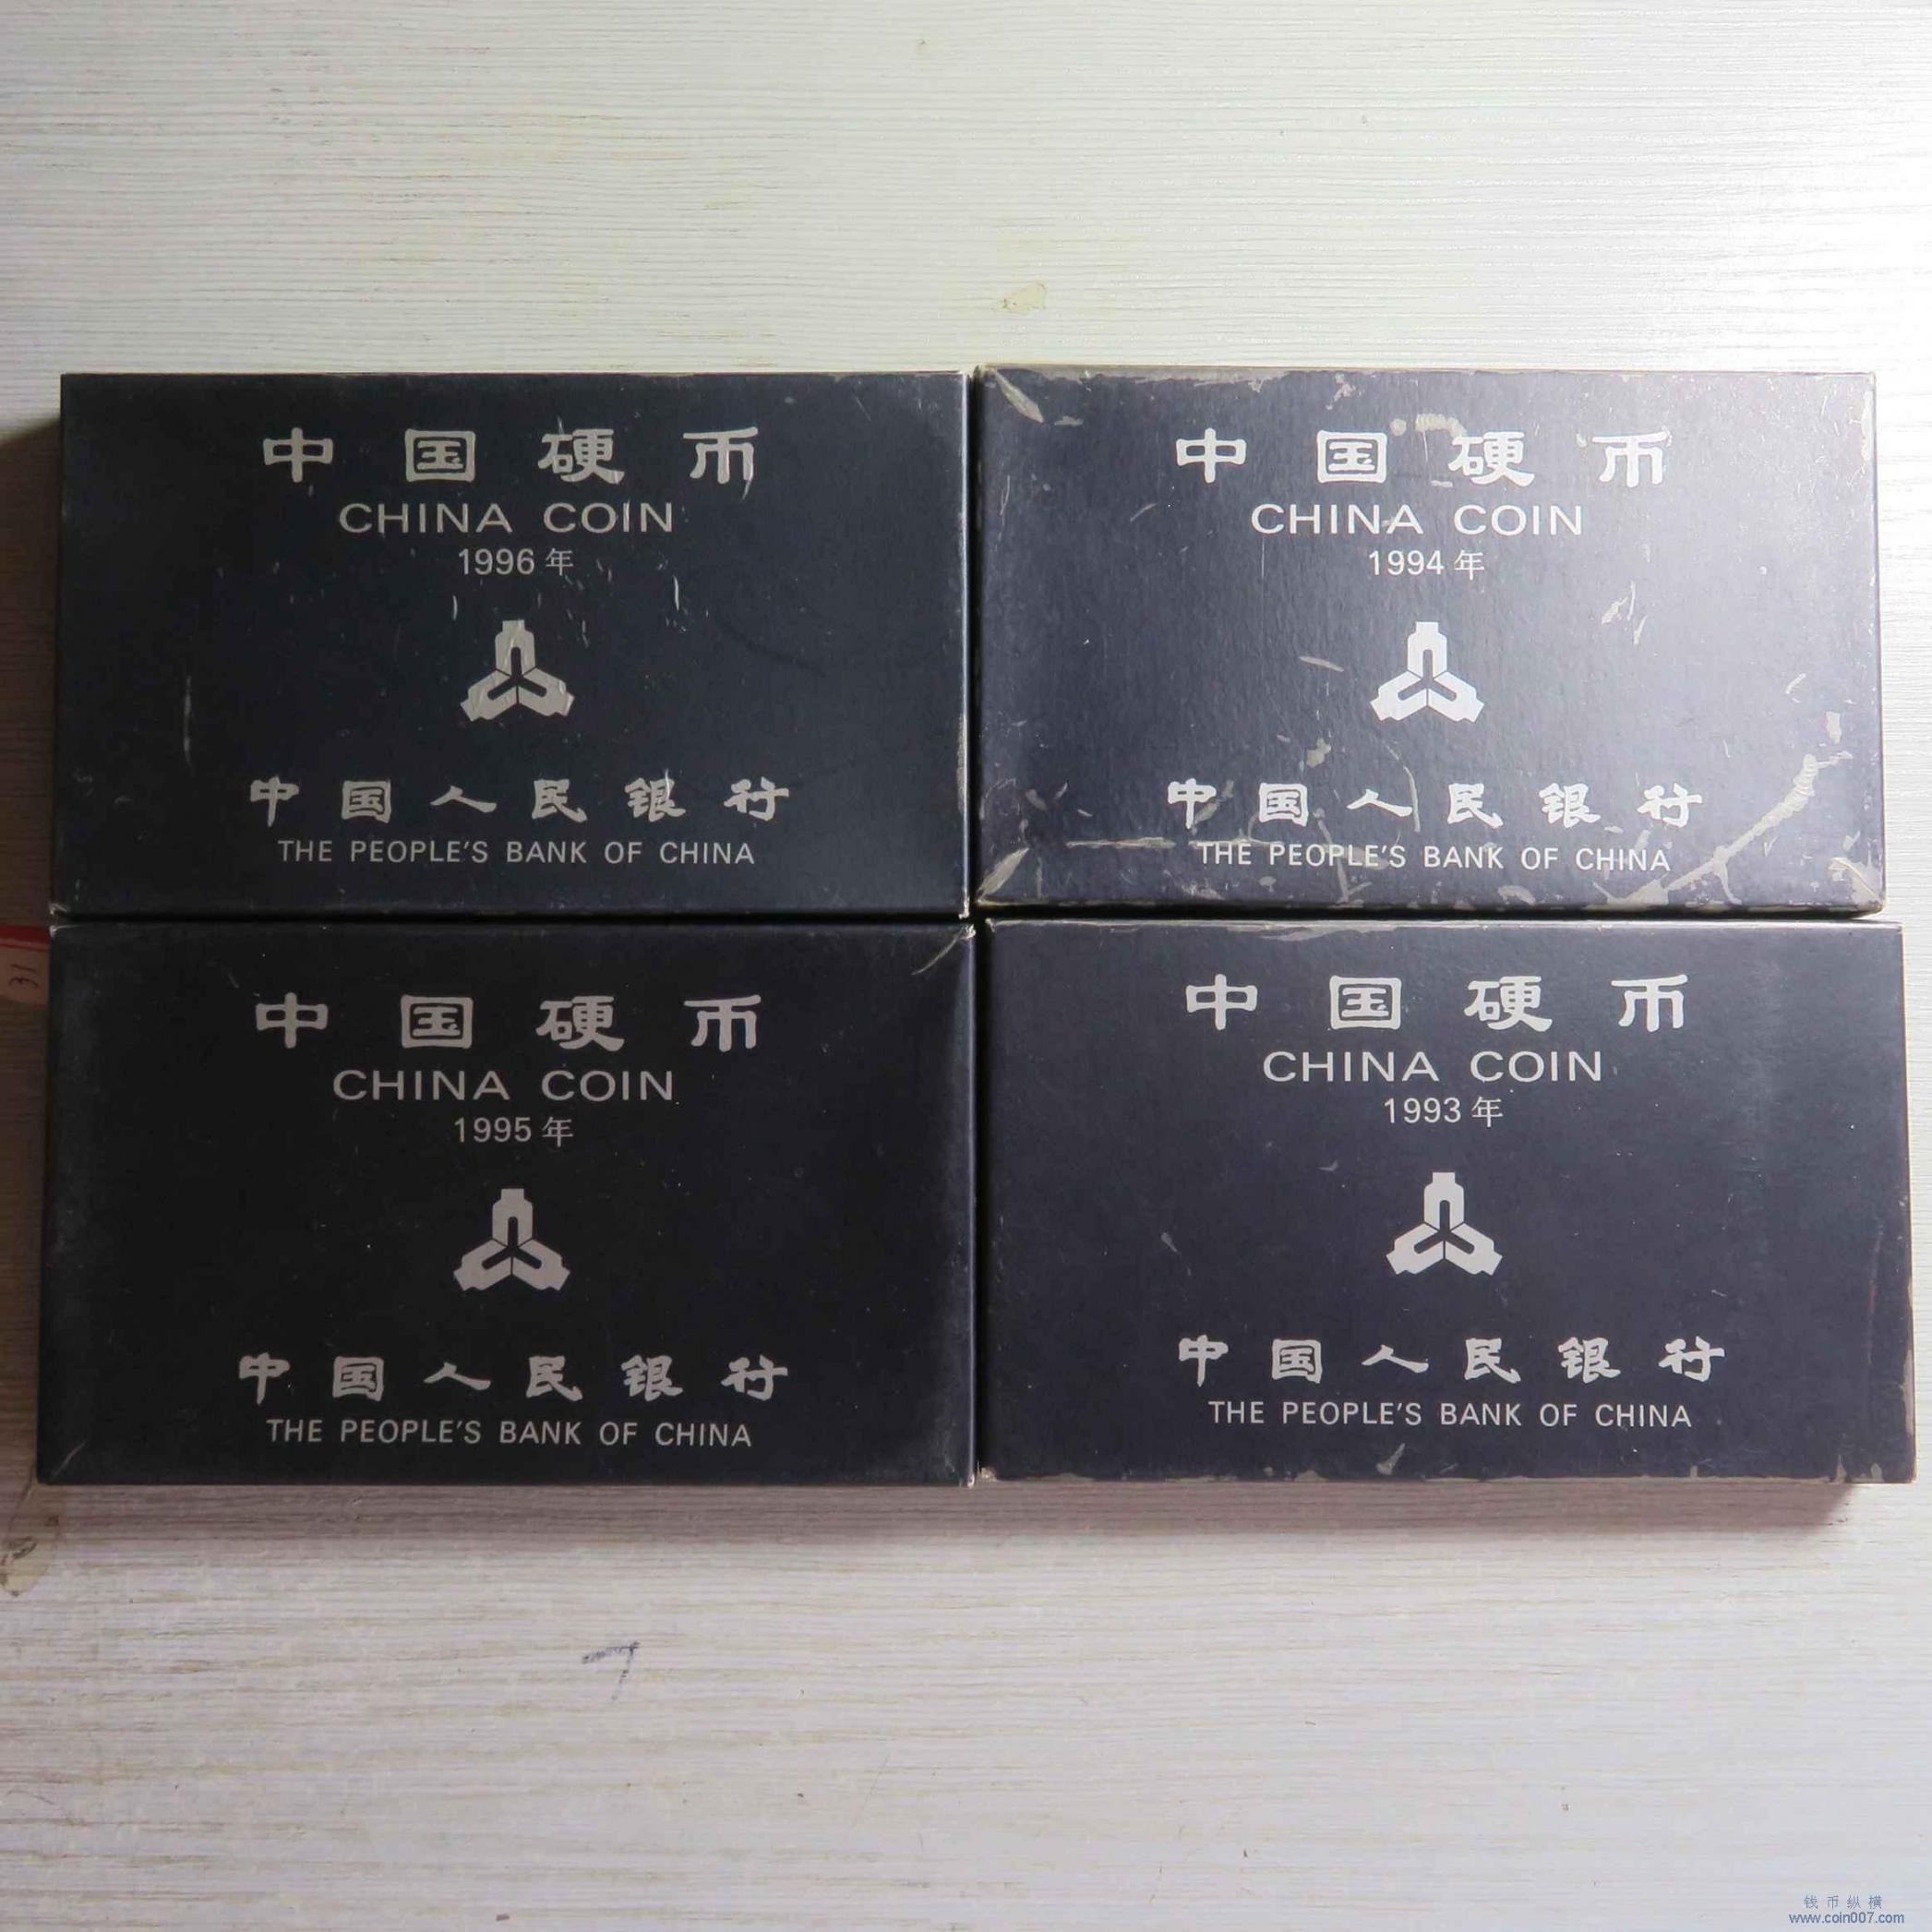 中国硬币
CHINA COIN
1996年
中国人民银行
THE PEOPLE'S BANK OF CHINA
中国硬币
CHINA COIN
1994年
中国人民银行
THE PEOPLE'S BANK OF CHINA
中国硬币
CHINA COIN
1995年
中国人民银行
THE PEOPLE'S BANK OF CHINA
中国硬币
CHINA COIN
1993年
中国人民银行
THE PEOPLE'S BANK OF CHINA
31
钱币纵横
www.coin007.com